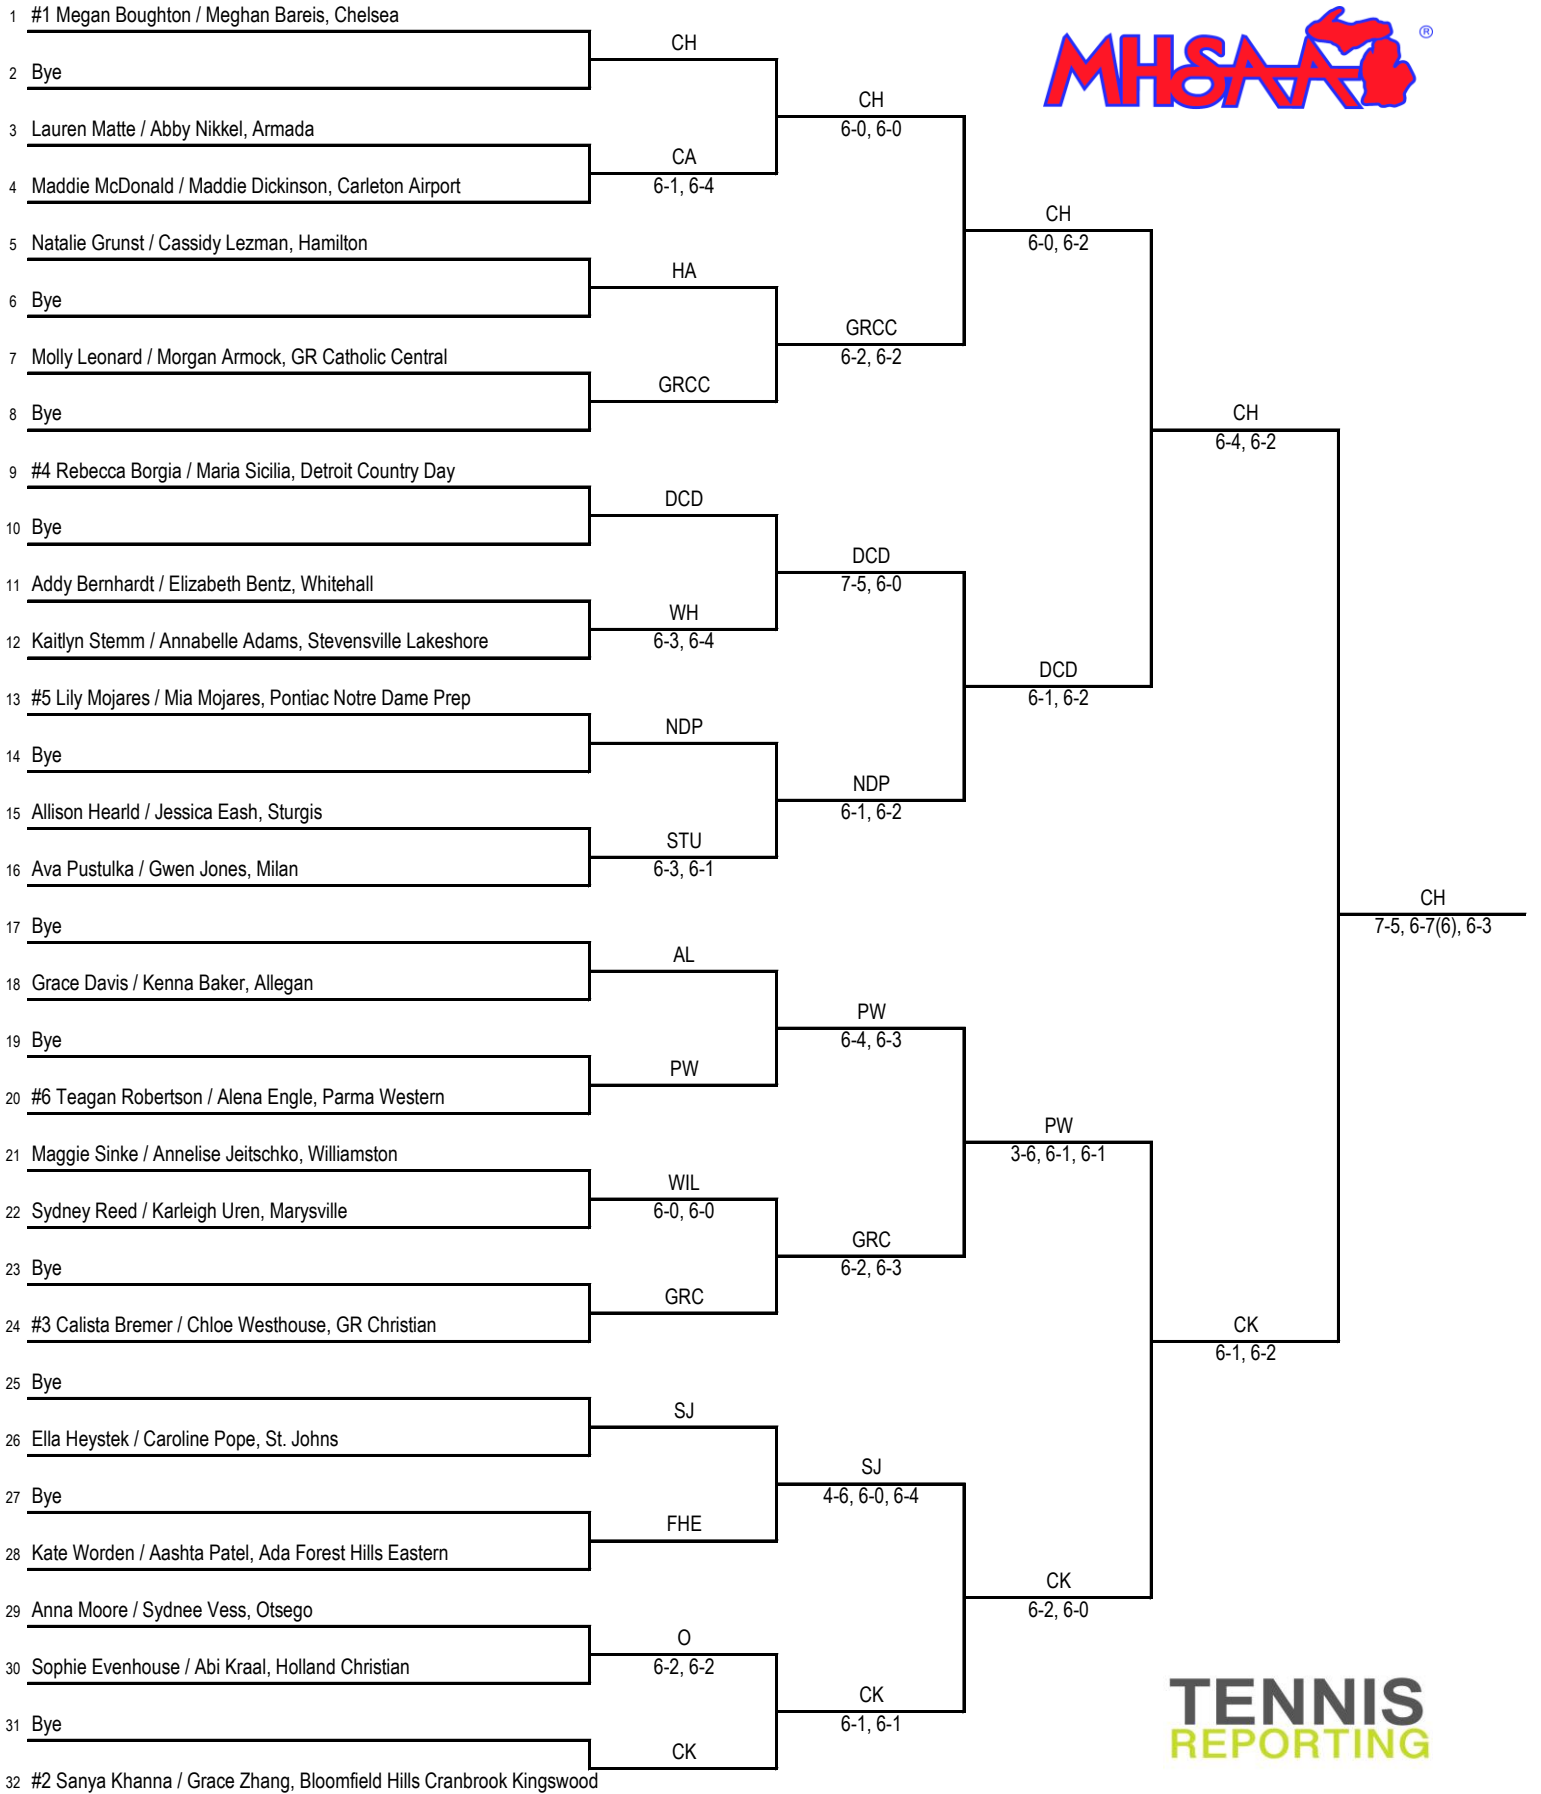 1 #1 Megan Boughton / Meghan Bareis, Chelsea
CH
2 Bye
CH
3 Lauren Matte / Abby Nikkel, Armada
6-0, 6-0
CA
4 Maddie McDonald / Maddie Dickinson, Carleton Airport
6-1, 6-4
CH
5 Natalie Grunst / Cassidy Lezman, Hamilton
6-0, 6-2
HA
6 Bye
GRCC
7 Molly Leonard / Morgan Armock, GR Catholic Central
6-2, 6-2
GRCC
8 Bye
CH
6-4, 6-2
9 #4 Rebecca Borgia / Maria Sicilia, Detroit Country Day
DCD
10 Bye
DCD
11 Addy Bernhardt / Elizabeth Bentz, Whitehall
7-5, 6-0
WH
12 Kaitlyn Stemm / Annabelle Adams, Stevensville Lakeshore
6-3, 6-4
DCD
13 #5 Lily Mojares / Mia Mojares, Pontiac Notre Dame Prep
6-1, 6-2
NDP
14 Bye
NDP
15 Allison Hearld / Jessica Eash, Sturgis
6-1, 6-2
STU
16 Ava Pustulka / Gwen Jones, Milan
6-3, 6-1
CH
17 Bye
7-5, 6-7(6), 6-3
AL
18 Grace Davis / Kenna Baker, Allegan
PW
19 Bye
6-4, 6-3
PW
20 #6 Teagan Robertson / Alena Engle, Parma Western
PW
21 Maggie Sinke / Annelise Jeitschko, Williamston
3-6, 6-1, 6-1
WIL
22 Sydney Reed / Karleigh Uren, Marysville
6-0, 6-0
GRC
23 Bye
6-2, 6-3
GRC
24 #3 Calista Bremer / Chloe Westhouse, GR Christian
CK
6-1, 6-2
25 Bye
SJ
26 Ella Heystek / Caroline Pope, St. Johns
SJ
27 Bye
4-6, 6-0, 6-4
FHE
28 Kate Worden / Aashta Patel, Ada Forest Hills Eastern
CK
29 Anna Moore / Sydnee Vess, Otsego
6-2, 6-0
O
30 Sophie Evenhouse / Abi Kraal, Holland Christian
6-2, 6-2
CK
31 Bye
6-1, 6-1
CK
32 #2 Sanya Khanna / Grace Zhang, Bloomfield Hills Cranbrook Kingswood
MHSAA ®
TENNIS
REPORTING